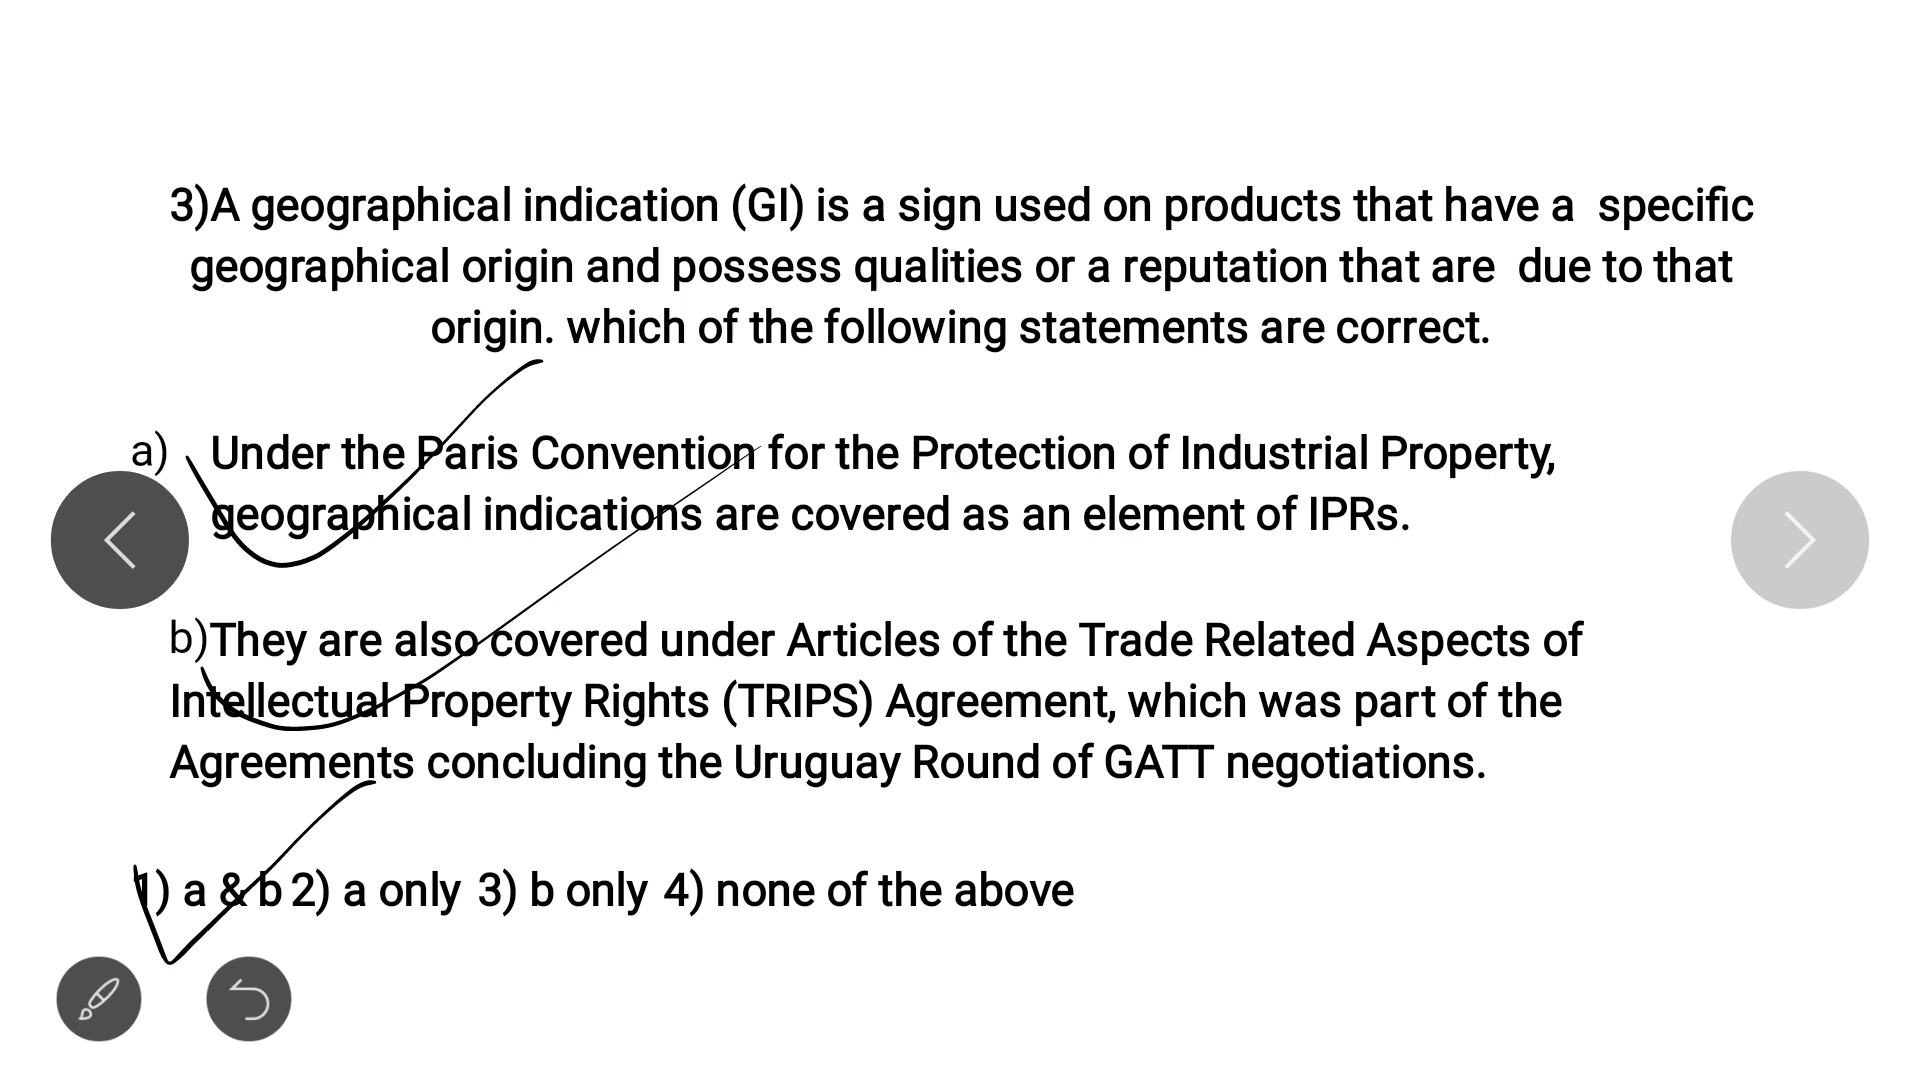 3)A geographical indication (GI) is a sign used on products that have a specific
geographical origin and possess qualities or a reputation that are due to that
origin. which of the following statements are correct.
a) Under the Paris Convention for the Protection of Industrial Property,
geographical indications are covered as an element of IPRs.
b)They are also covered under Articles of the Trade Related Aspects of
Intellectual Property Rights (TRIPS) Agreement, which was part of the
Agreements concluding the Uruguay Round of GATT negotiations.
1) a & b 2) a only 3) b only 4) none of the above